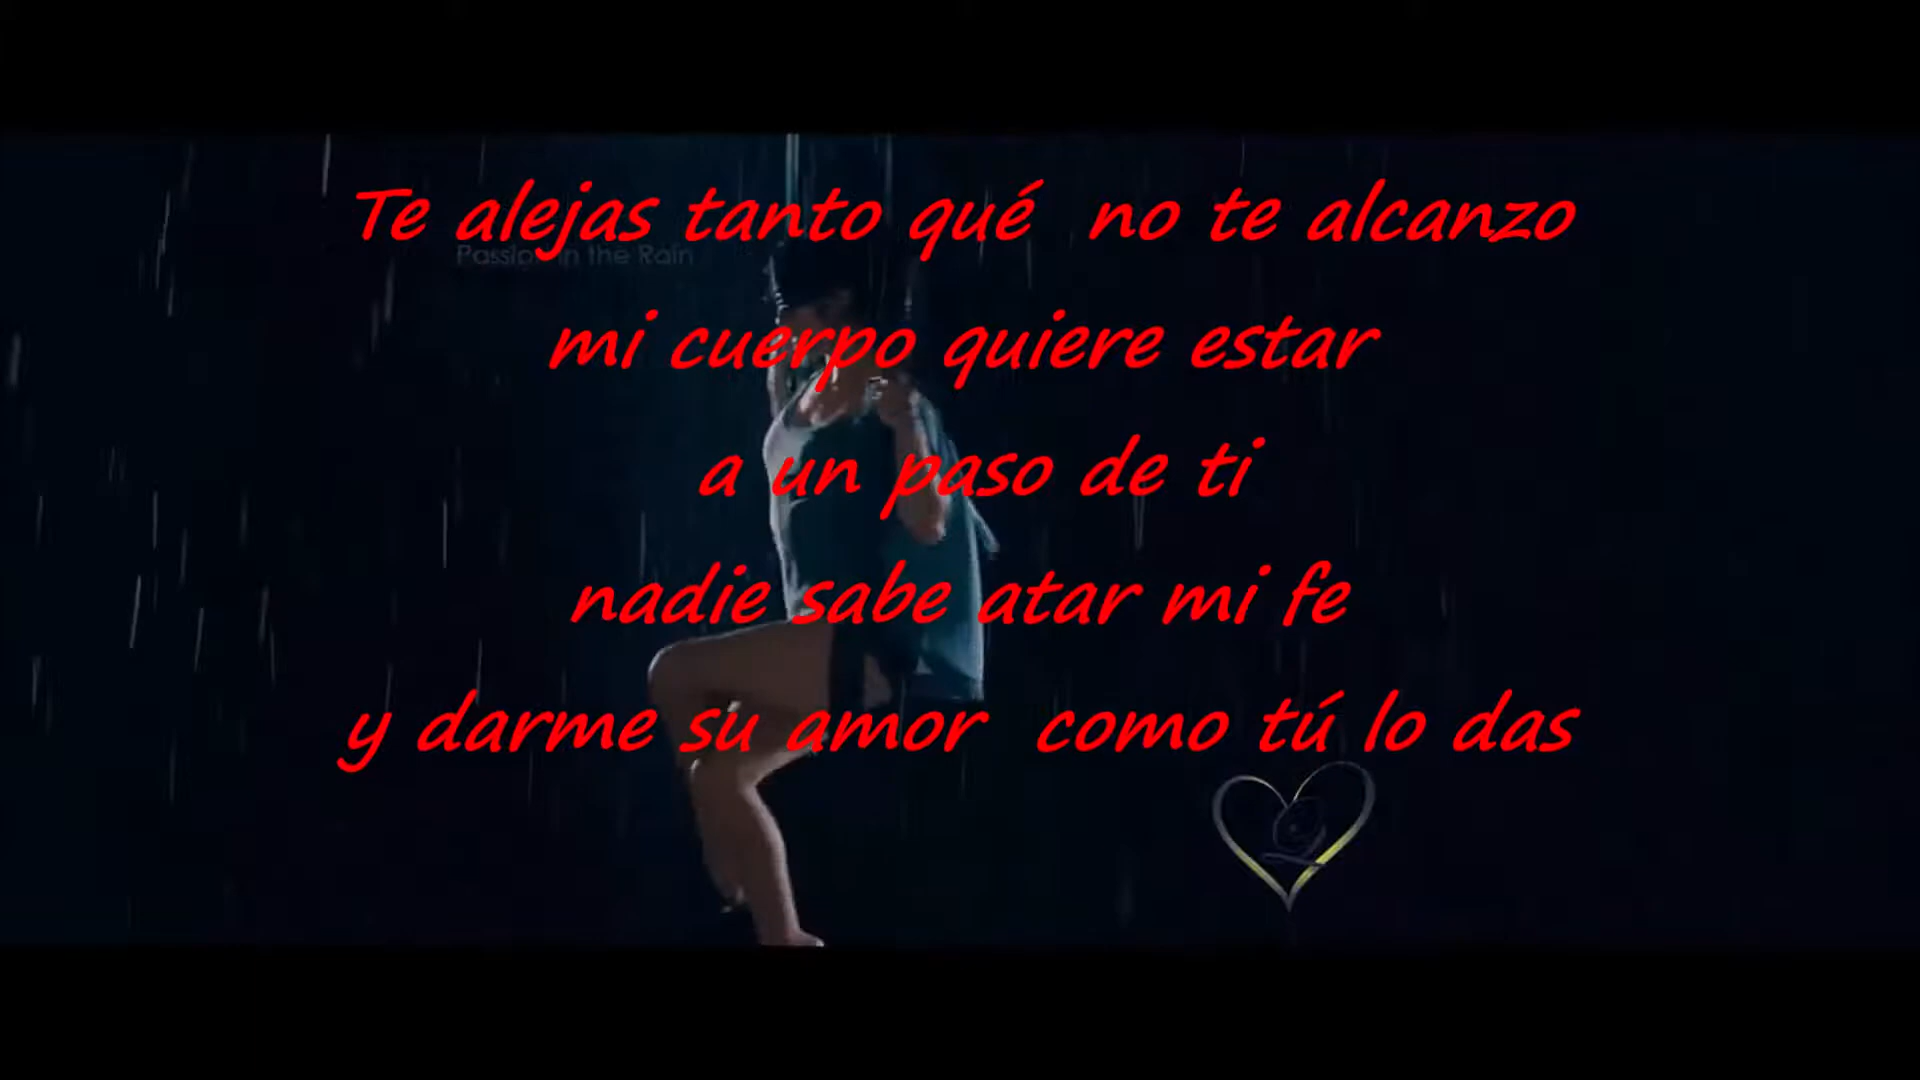 Te alejas tanto qué no te alcanzo
Passion in the Rain
mi cuerpo quiere estar
a un paso de ti
nadie sabe atar mi fe
y darme su amor como tú lo das